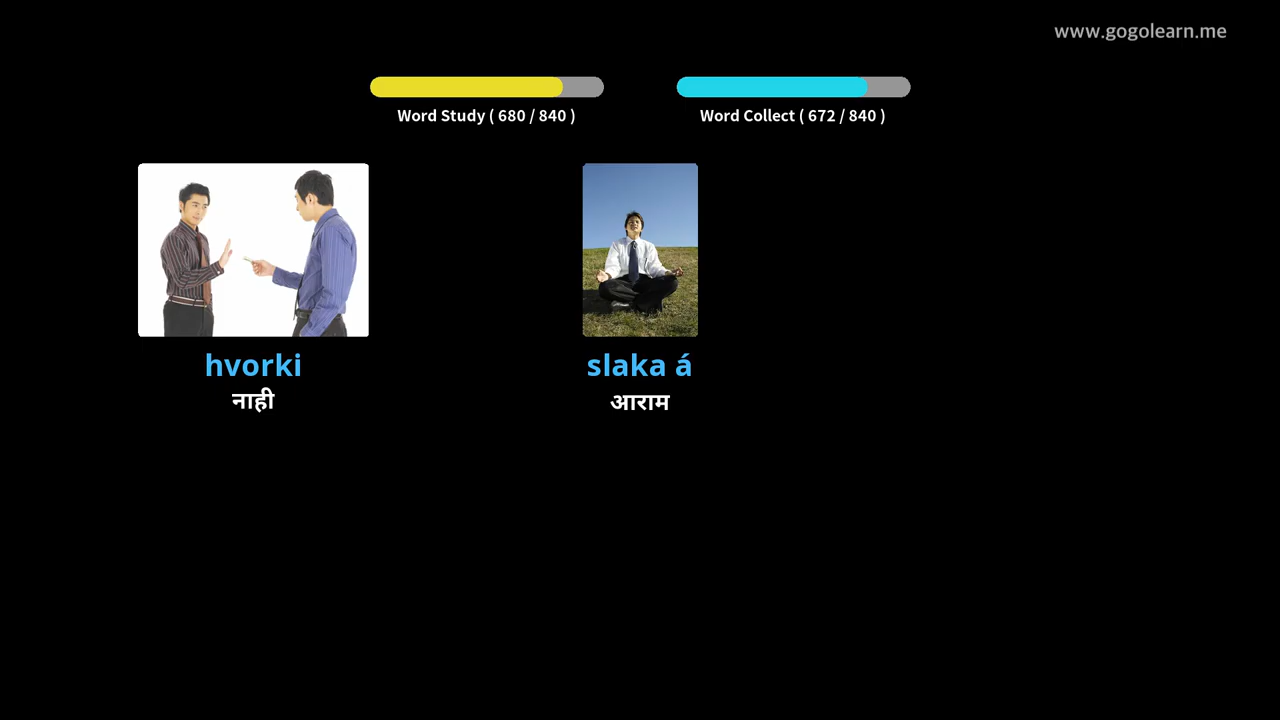 www.gogolearn.me
Word Study ( 680 / 840 )
Word Collect ( 672 / 840 )
hvorki
नाही
slaka á
आराम